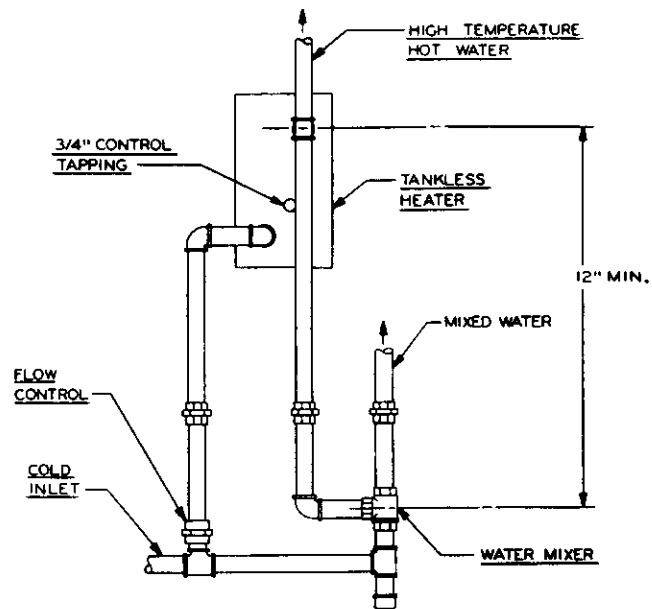 HIGH TEMPERATURE
HOT WATER
3/4" CONTROL
TAPPING
TANKLESS
HEATER
12" MIN.
MIXED WATER
FLOW
CONTROL
COLD
INLET
WATER MIXER